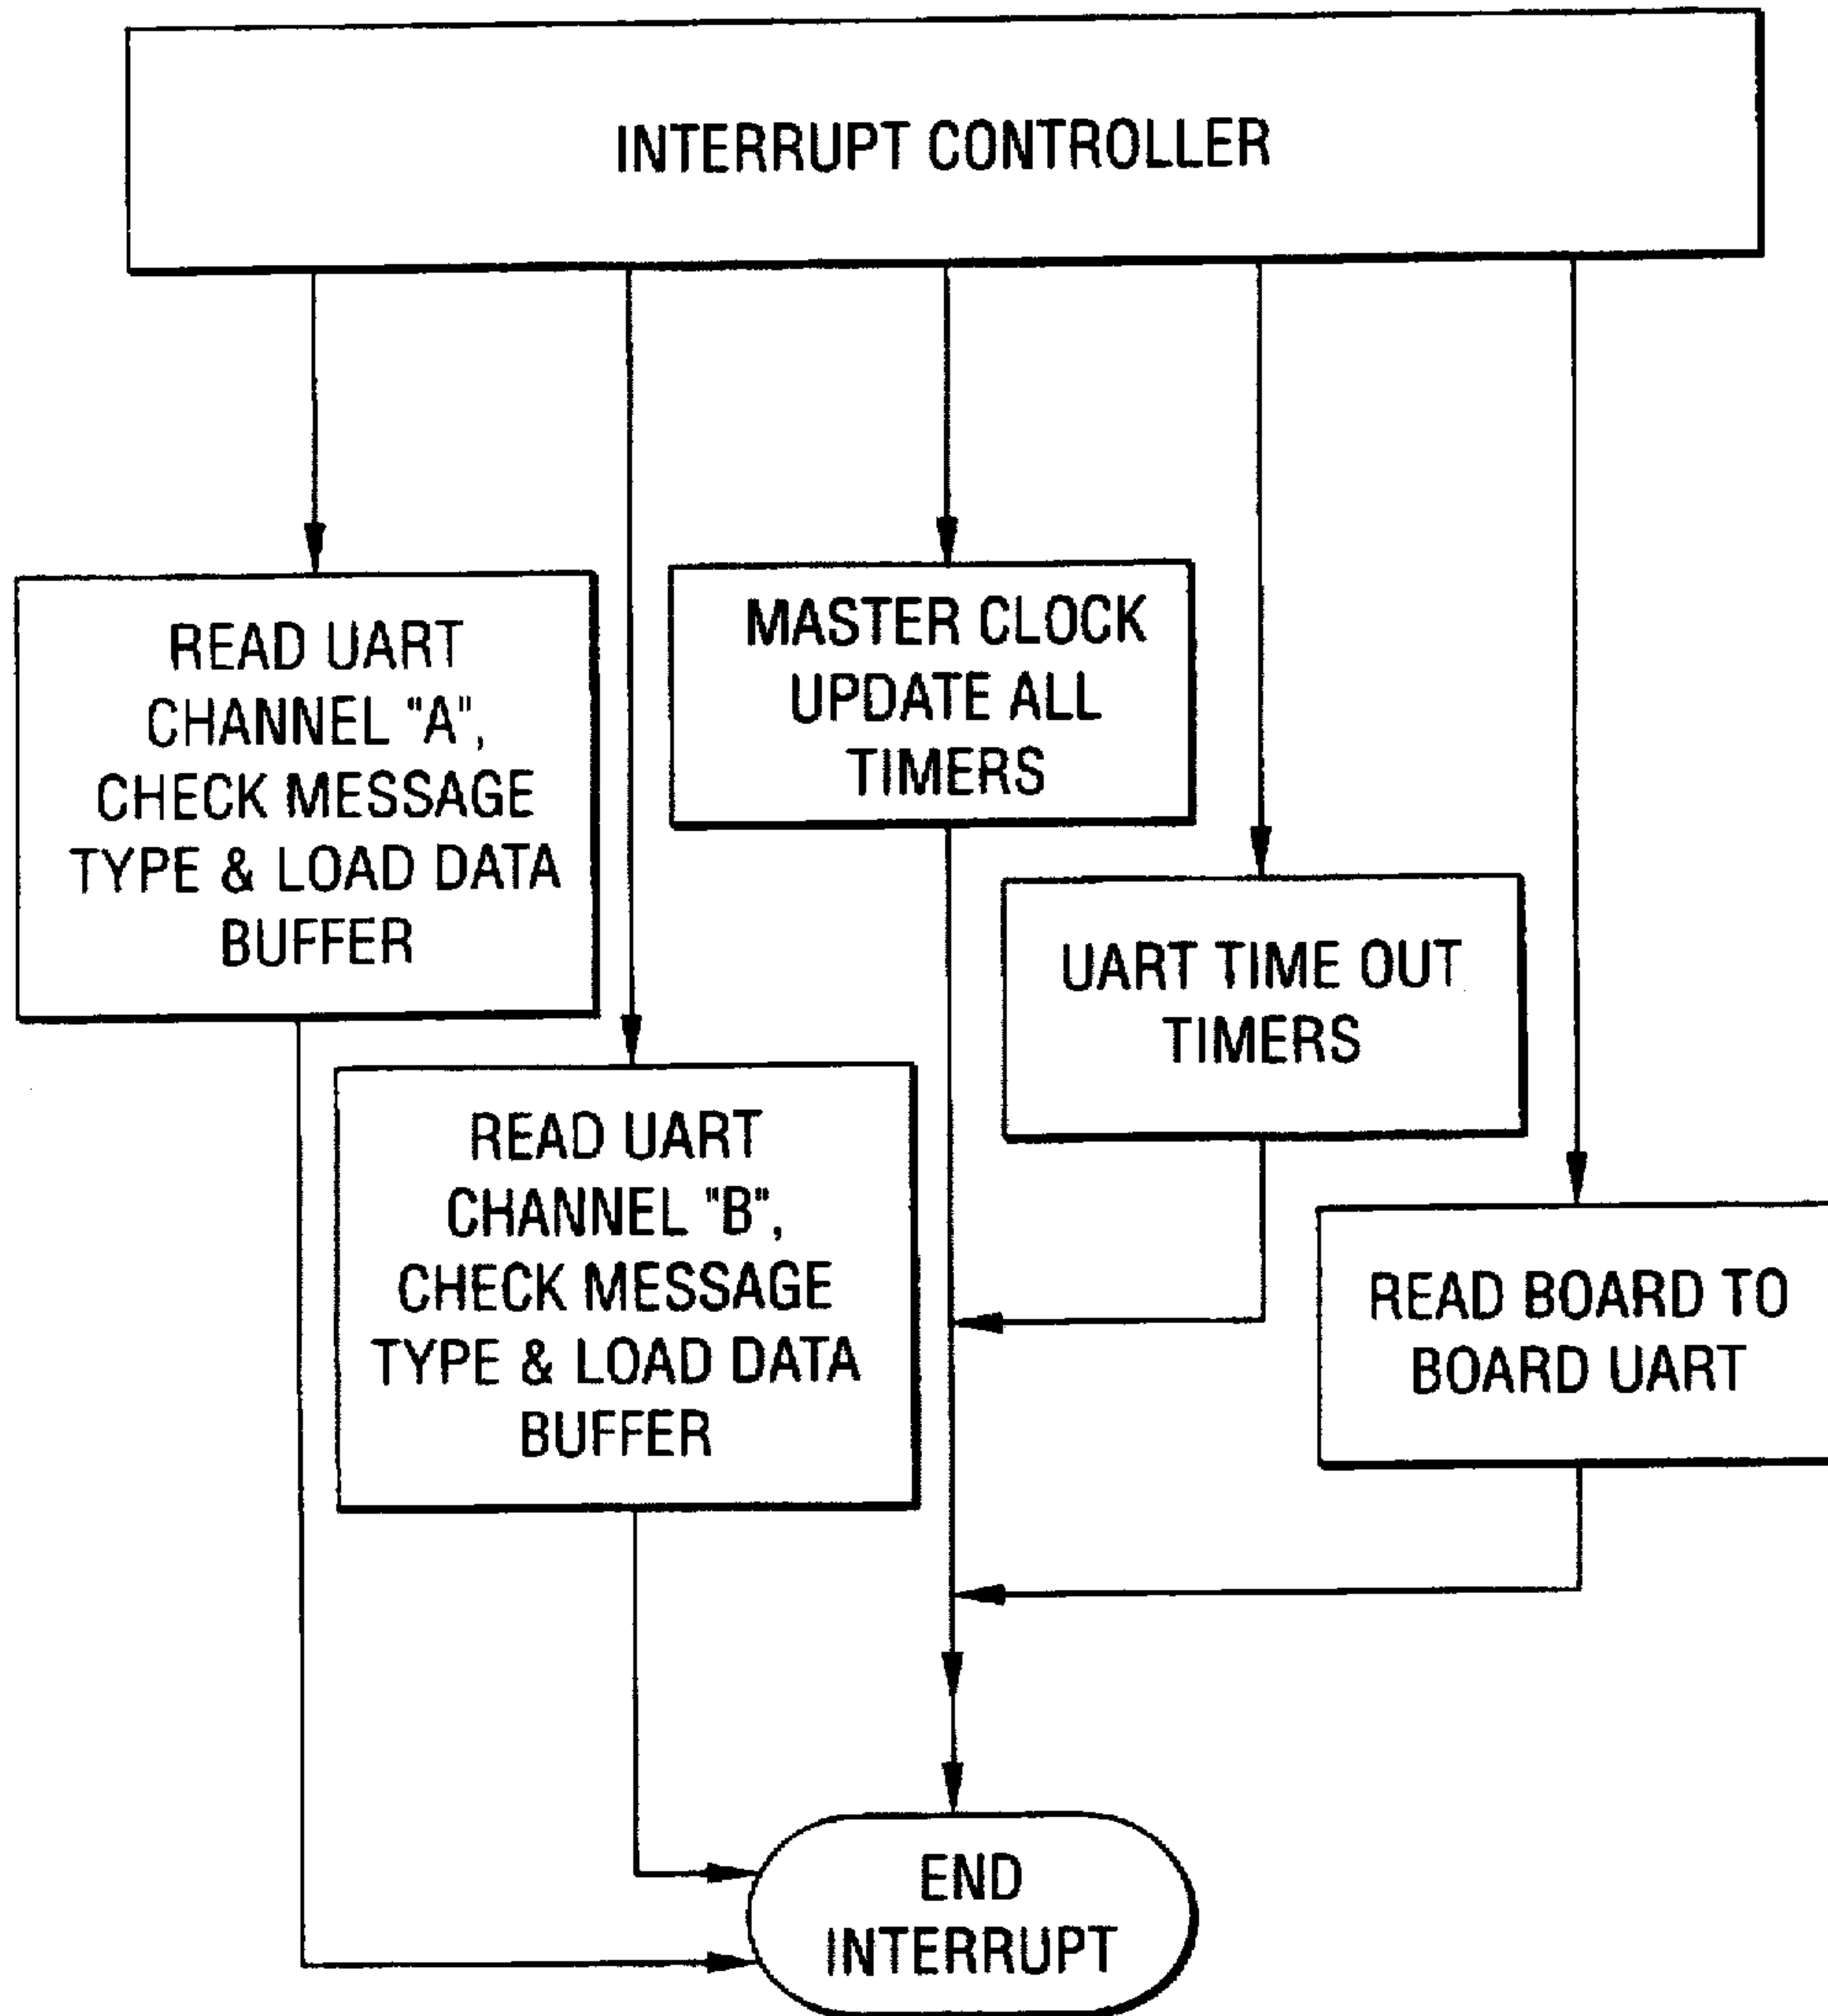 INTERRUPT CONTROLLER
READ UART
CHANNEL "A",
CHECK MESSAGE
TYPE & LOAD DATA
BUFFER
MASTER CLOCK
UPDATE ALL
TIMERS
UART TIME OUT
TIMERS
READ UART
CHANNEL "B",
CHECK MESSAGE
TYPE & LOAD DATA
BUFFER
READ BOARD TO
BOARD UART
END
INTERRUPT